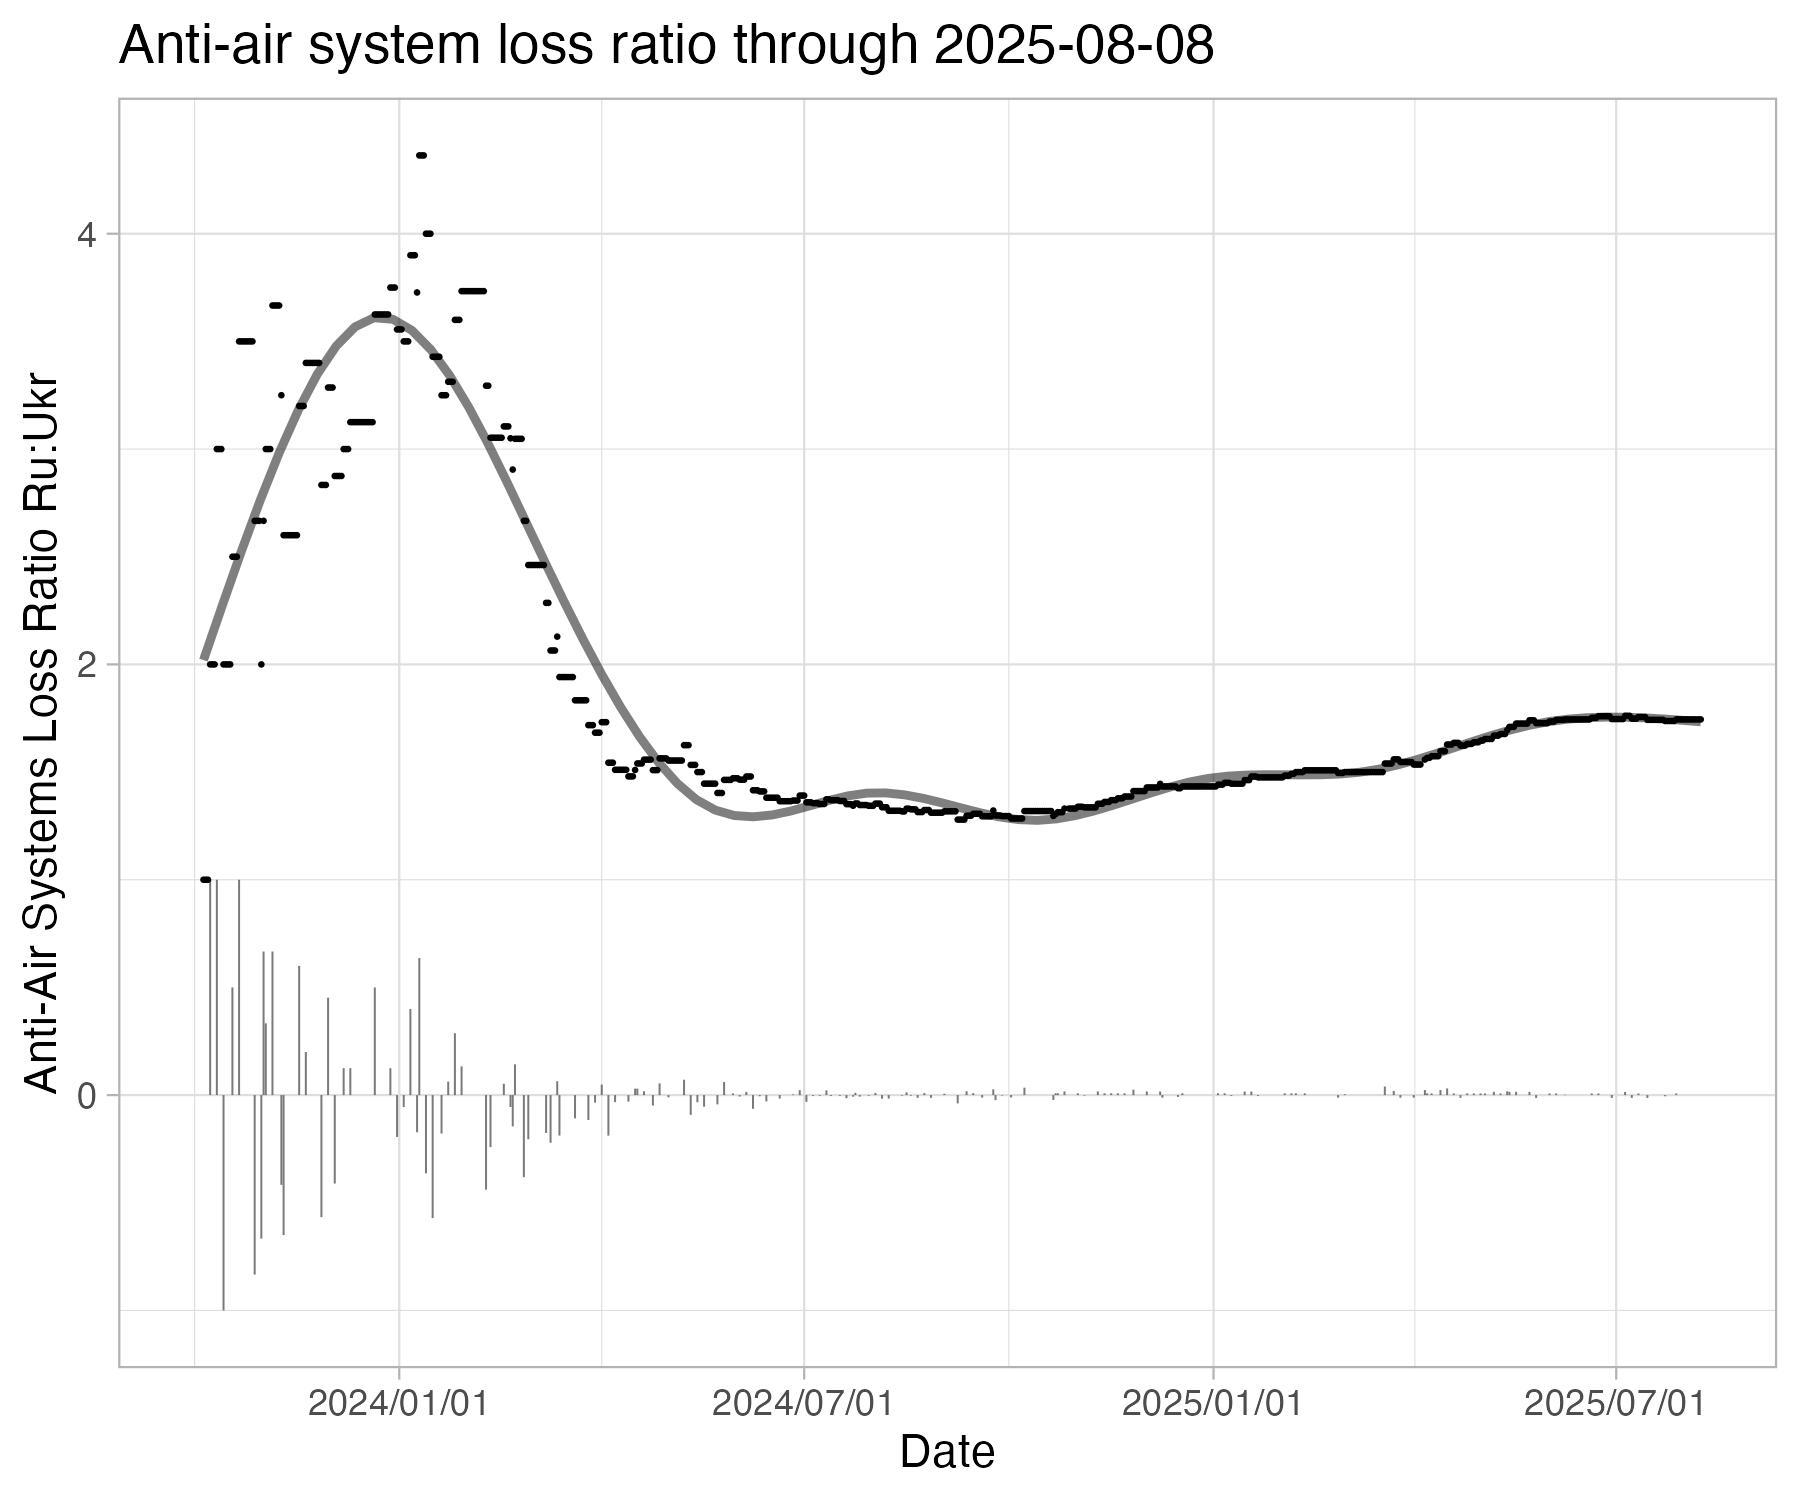 Anti-air system loss ratio through 2025-08-08
Anti-Air Systems Loss Ratio Ru:Ukr
4
2
0
2024/01/01
2024/07/01
2025/01/01
2025/07/01
Date